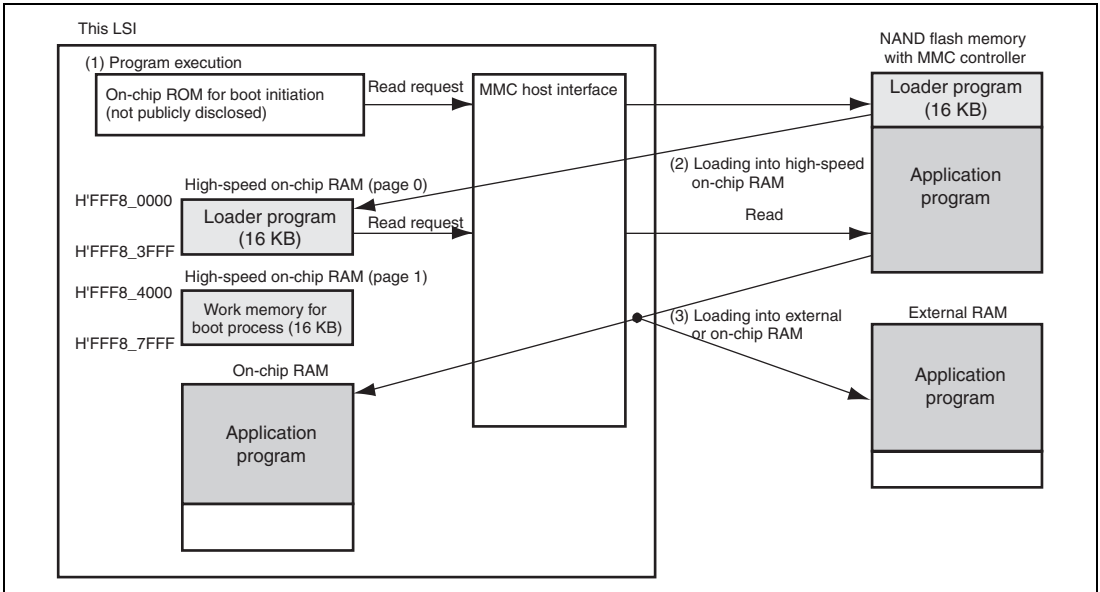 This LSI
(1) Program execution
On-chip ROM for boot initiation
(not publicly disclosed)
Read request
MMC host interface
NAND flash memory
with MMC controller
Loader program
(16 KB)
Application
program
(2) Loading into high-speed
on-chip RAM
High-speed on-chip RAM (page 0)
H'FFF8_0000
Loader program
(16 KB)
H'FFF8_3FFF
Read request
Read
High-speed on-chip RAM (page 1)
H'FFF8_4000
Work memory for
boot process (16 KB)
H'FFF8_7FFF
(3) Loading into external
or on-chip RAM
On-chip RAM
Application
program
External RAM
Application
program